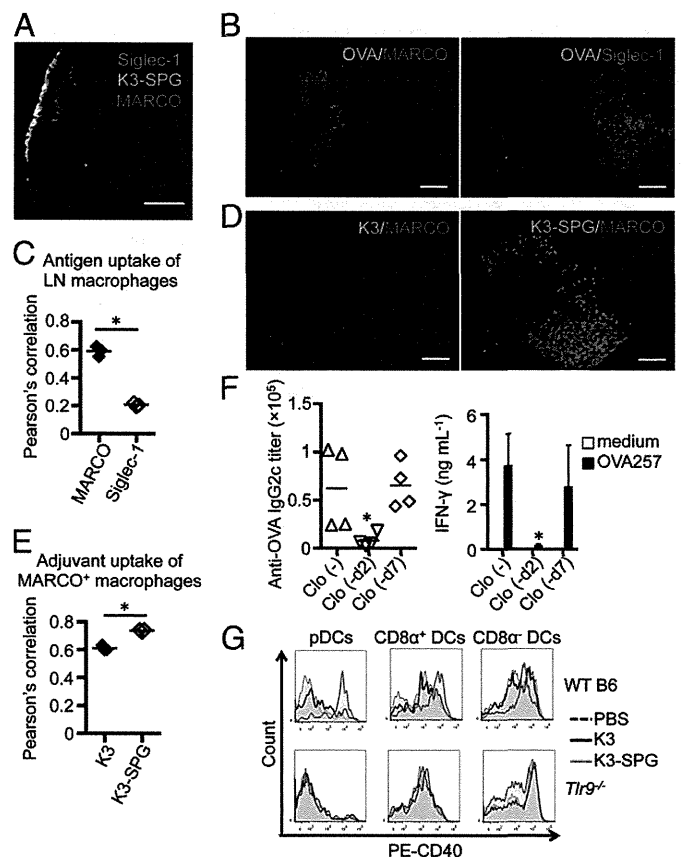 A
Siglec-1
K3-SPG
MARCO
B
OVA/MARCO
OVA/Siglec-1
D
K3/MARCO
K3-SPG/MARCO
C
Antigen uptake of
LN macrophages
Pearson's correlation
0.8
0.6
0.4
0.2
0
*
MARCO
Siglec-1
E
Adjuvant uptake of
MARCO+ macrophages
Pearson's correlation
0.8
0.6
0.4
0.2
0
*
K3
K3-SPG
F
Anti-OVA IgG2c titer (×10⁵)
1.5
1
0.5
0
*
Clo (-)
Clo (-d2)
Clo (-d7)
IFN-γ (ng mL⁻¹)
6
4
2
0
*
Clo (-)
Clo (-d2)
Clo (-d7)
medium
OVA257
G
pDCs
CD8α⁺ DCs
CD8α⁻ DCs
WT B6
PBS
K3
K3-SPG
Tlr9⁻/⁻
Count
PE-CD40